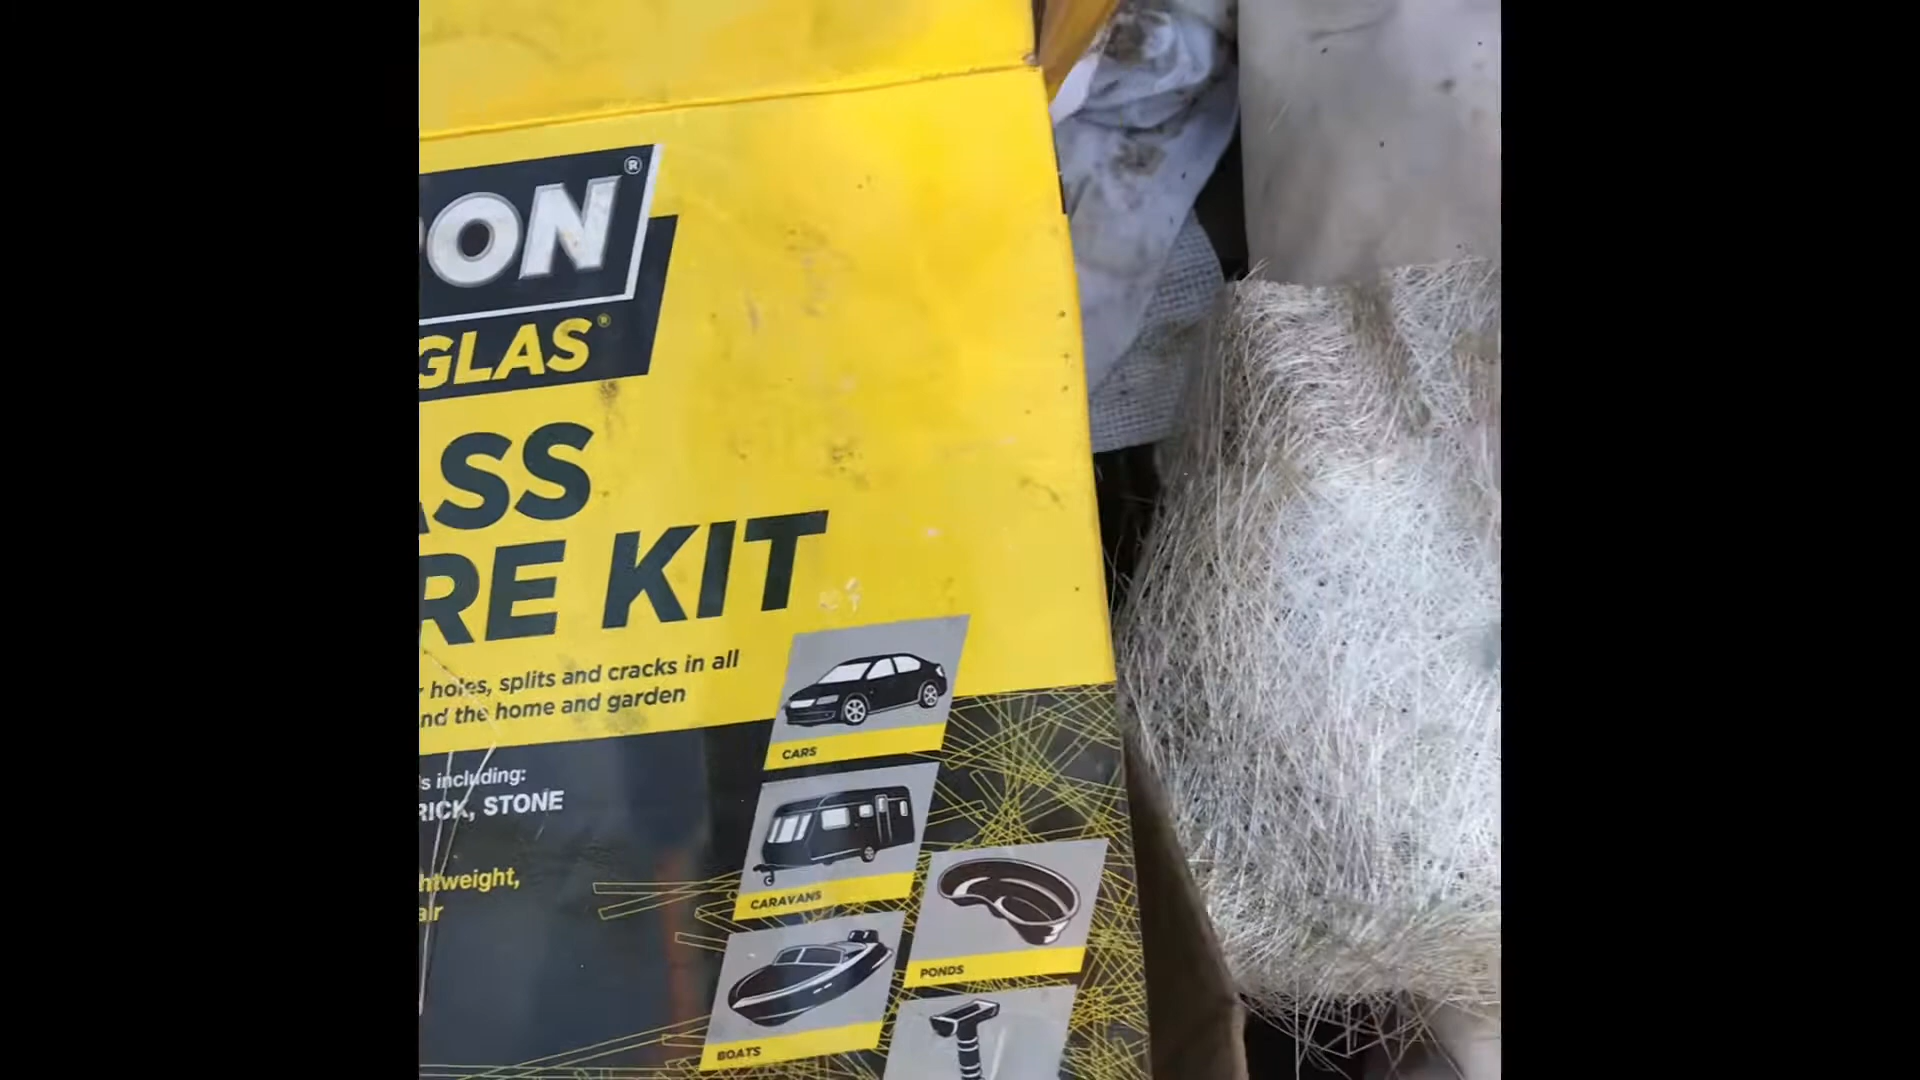 ON®
GLAS®
ASS
RE KIT
holes, splits and cracks in all
nd the home and garden
s including:
RICK, STONE
htweight,
air
CARS
CARAVANS
PONDS
BOATS